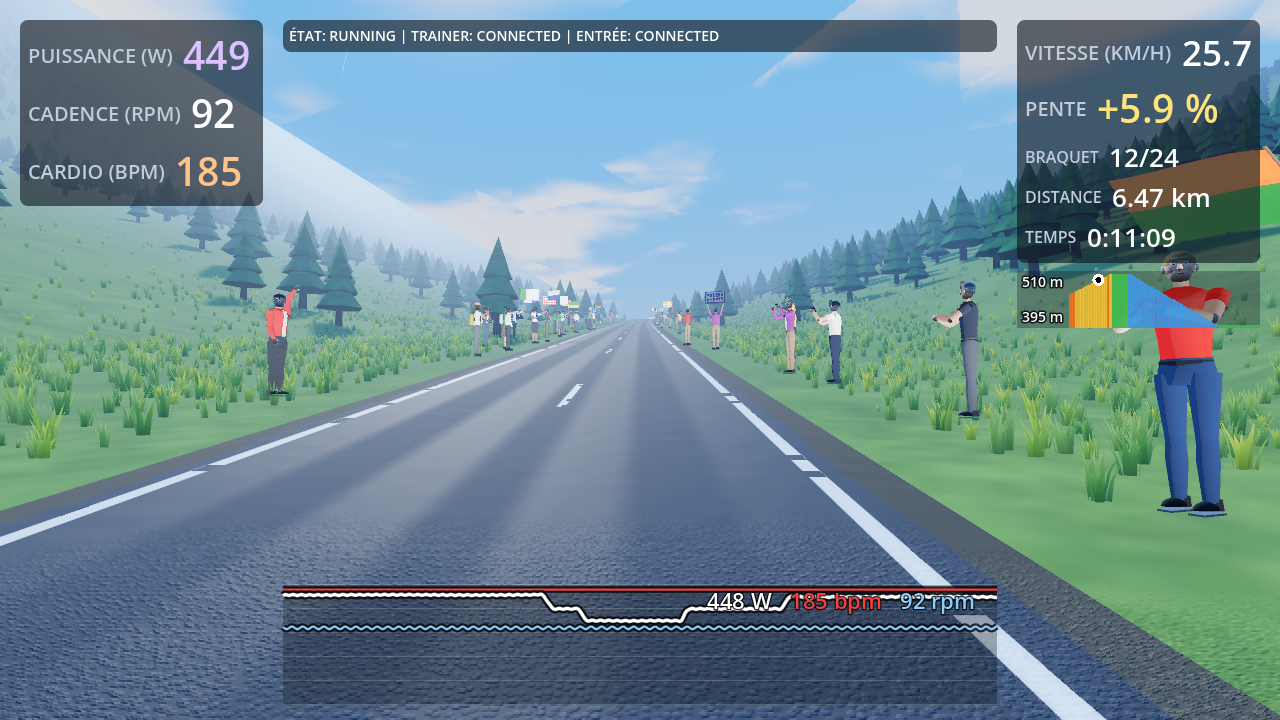 PUISSANCE (W) 449
CADENCE (RPM) 92
CARDIO (BPM) 185
ÉTAT: RUNNING | TRAINER: CONNECTED | ENTRÉE: CONNECTED
VITESSE (KM/H) 25.7
PENTE +5.9 %
BRAQUET 12/24
DISTANCE 6.47 km
TEMPS 0:11:09
510 m
395 m
448 W 185 bpm 92 rpm